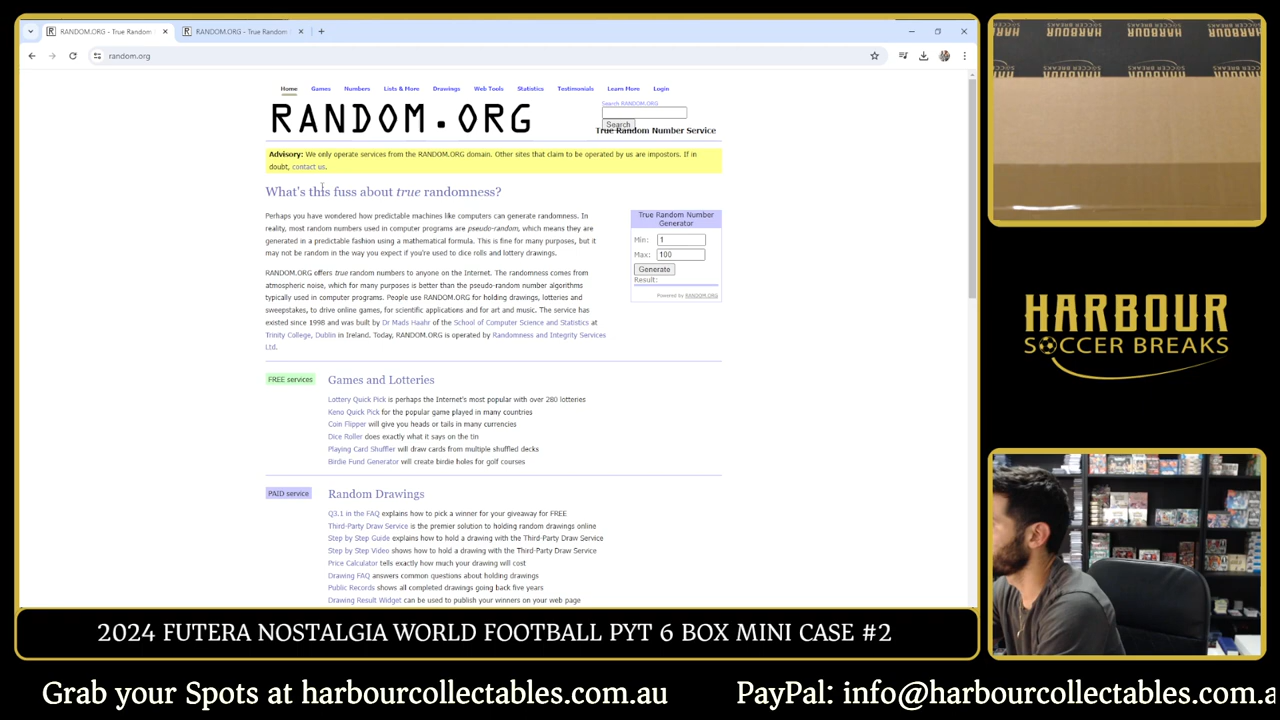 RANDOM.ORG - True Random
RANDOM.ORG - True Random
random.org
Home Games Numbers Lists & More Drawings Web Tools Statistics Testimonials Learn More Login
RANDOM.ORG
Search RANDOM.ORG
Search
True Random Number Service
Advisory: We only operate services from the RANDOM.ORG domain. Other sites that claim to be operated by us are impostors. If in
doubt, contact us.
What's this fuss about true randomness?
Perhaps you have wondered how predictable machines like computers can generate randomness. In
reality, most random numbers used in computer programs are pseudo-random, which means they are
generated in a predictable fashion using a mathematical formula. This is fine for many purposes, but it
may not be random in the way you expect if you're used to dice rolls and lottery drawings.
RANDOM.ORG offers true random numbers to anyone on the Internet. The randomness comes from
atmospheric noise, which for many purposes is better than the pseudo-random number algorithms
typically used in computer programs. People use RANDOM.ORG for holding drawings, lotteries and
sweepstakes, to drive online games, for scientific applications and for art and music. The service has
existed since 1998 and was built by Dr Mads Haahr of the School of Computer Science and Statistics at
Trinity College, Dublin in Ireland. Today, RANDOM.ORG is operated by Randomness and Integrity Services
Ltd.
True Random Number
Generator
Min: 1
Max: 100
Generate
Result:
Powered by RANDOM.ORG
FREE services
Games and Lotteries
Lottery Quick Pick is perhaps the Internet's most popular with over 280 lotteries
Keno Quick Pick for the popular game played in many countries
Coin Flipper will give you heads or tails in many currencies
Dice Roller does exactly what it says on the tin
Playing Card Shuffler will draw cards from multiple shuffled decks
Birdie Fund Generator will create birdie holes for golf courses
PAID service
Random Drawings
Q3.1 in the FAQ explains how to pick a winner for your giveaway for FREE
Third-Party Draw Service is the premier solution to holding random drawings online
Step by Step Guide explains how to hold a drawing with the Third-Party Draw Service
Step by Step Video shows how to hold a drawing with the Third-Party Draw Service
Price Calculator tells exactly how much your drawing will cost
Drawing FAQ answers common questions about holding drawings
Public Records shows all completed drawings going back five years
Drawing Result Widget can be used to publish your winners on your web page
HARBOUR
SOCCER BREAKS
2024 FUTERA NOSTALGIA WORLD FOOTBALL PYT 6 BOX MINI CASE #2
Grab your Spots at harbourcollectables.com.au PayPal: info@harbourcollectables.com.a